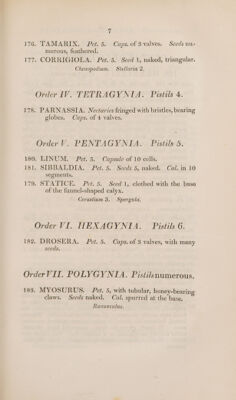 7
176. TAMARIX. Pet. 5. Caps. of 3 valves. Seeds nu-
merous, feathered.
177. CORRIGIOLA. Pet. 5. Seed 1, naked, triangular.
Chenopodium. Stellaria 2.
Order IV. TETRAGYNIA. Pistils 4.
178. PARNASSIA. Nectaries fringed with bristles, bearing
globes. Caps. of 4 valves.
Order V. PENTAGYNIA. Pistils 5.
180. LINUM. Pet. 5. Capsule of 10 cells.
181. SIBBALDIA. Pet. 5. Seeds 5, naked. Cal. in 10
segments.
179. STATICE. Pet. 5. Seed 1, clothed with the base
of the funnel-shaped calyx.
Cerastium 3. Spergula.
Order VI. HEXAGYNIA. Pistils 6.
182. DROSERA. Pet. 5. Caps. of 3 valves, with many
seeds.
Order VII. POLYGYNIA. Pistils numerous.
183. MYOSURUS. Pet. 5, with tubular, honey-bearing
claws. Seeds naked. Cal. spurred at the base.
Ranunculus.